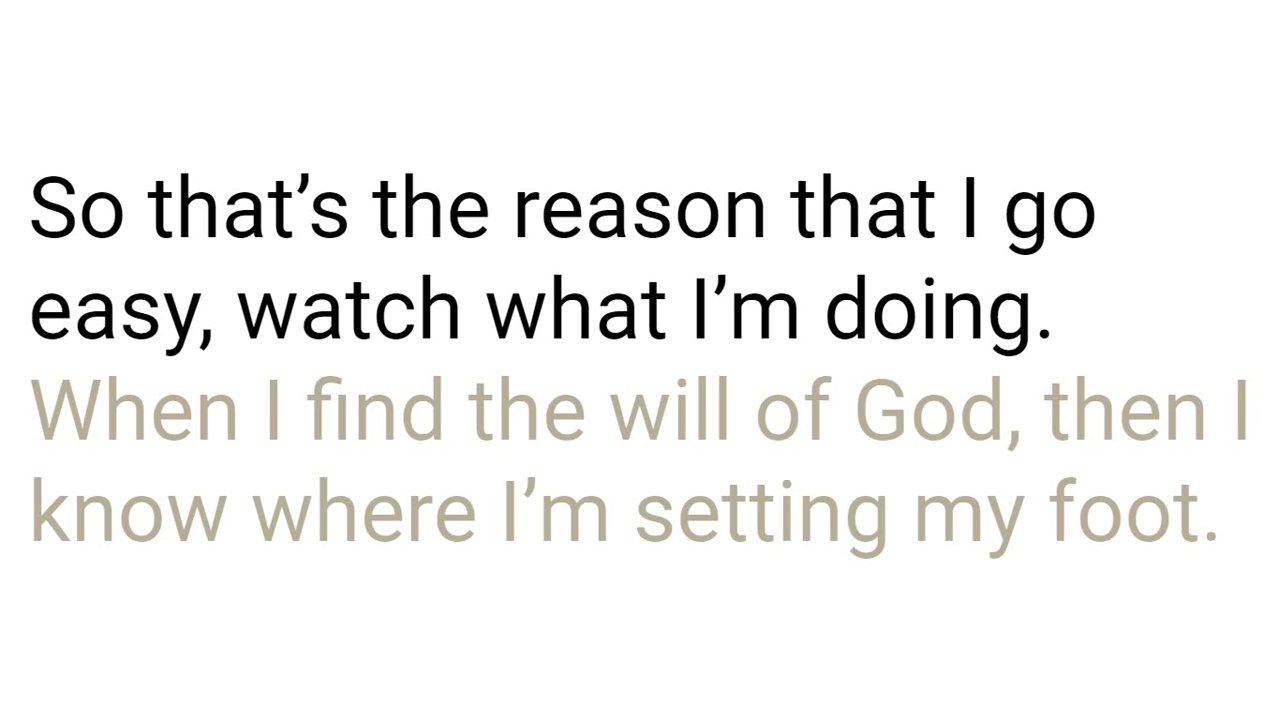 So that’s the reason that I go
easy, watch what I’m doing.
When I find the will of God, then I
know where I’m setting my foot.